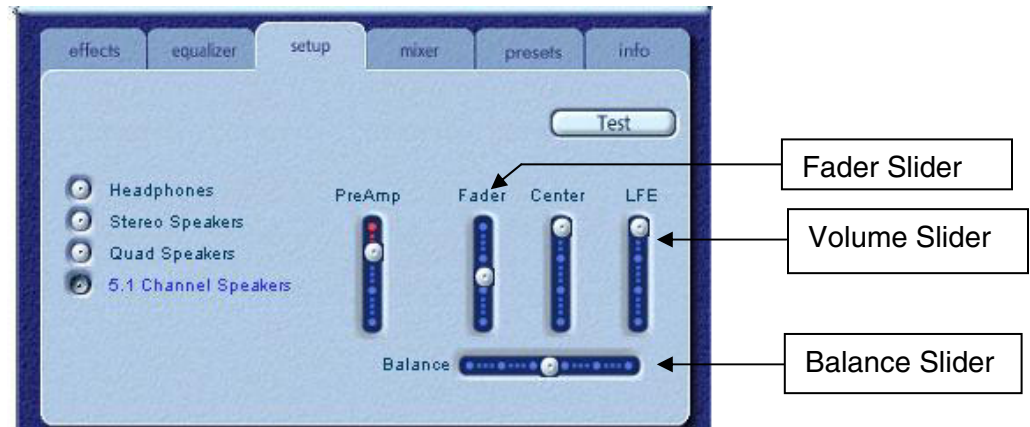 effects equalizer setup mixer presets info
Test
Headphones
Stereo Speakers
Quad Speakers
5.1 Channel Speakers
PreAmp Fader Center LFE
Balance
Fader Slider
Volume Slider
Balance Slider